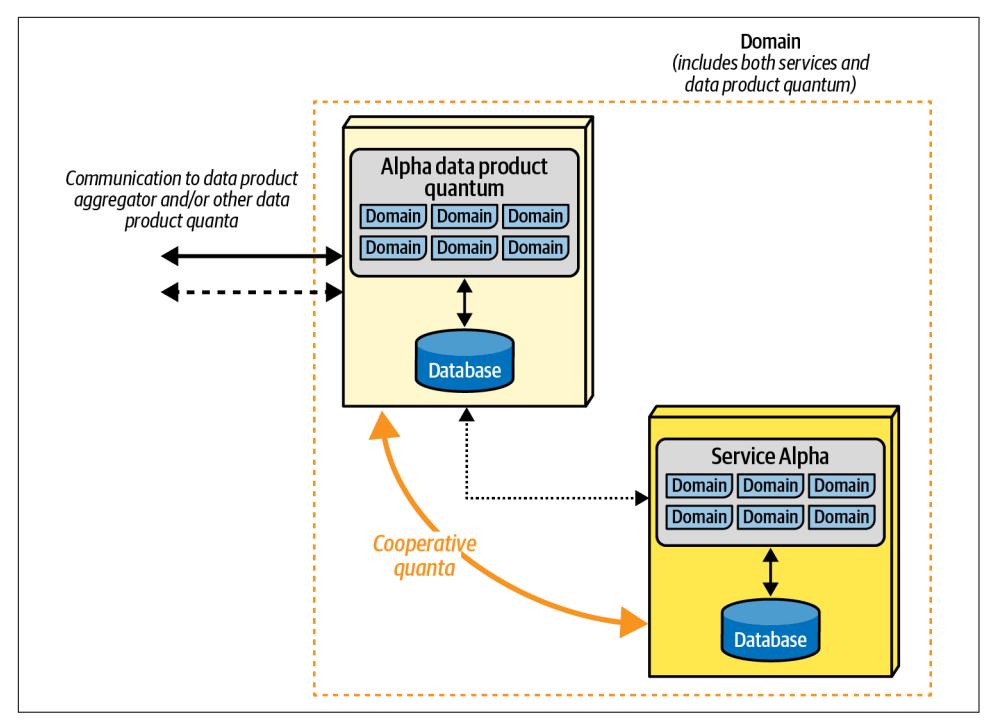 Domain
(includes both services and
data product quantum)
Communication to data product
aggregator and/or other data
product quanta
Alpha data product
quantum
Domain Domain Domain
Domain Domain Domain
Database
Service Alpha
Domain Domain Domain
Domain Domain Domain
Cooperative
quanta
Database